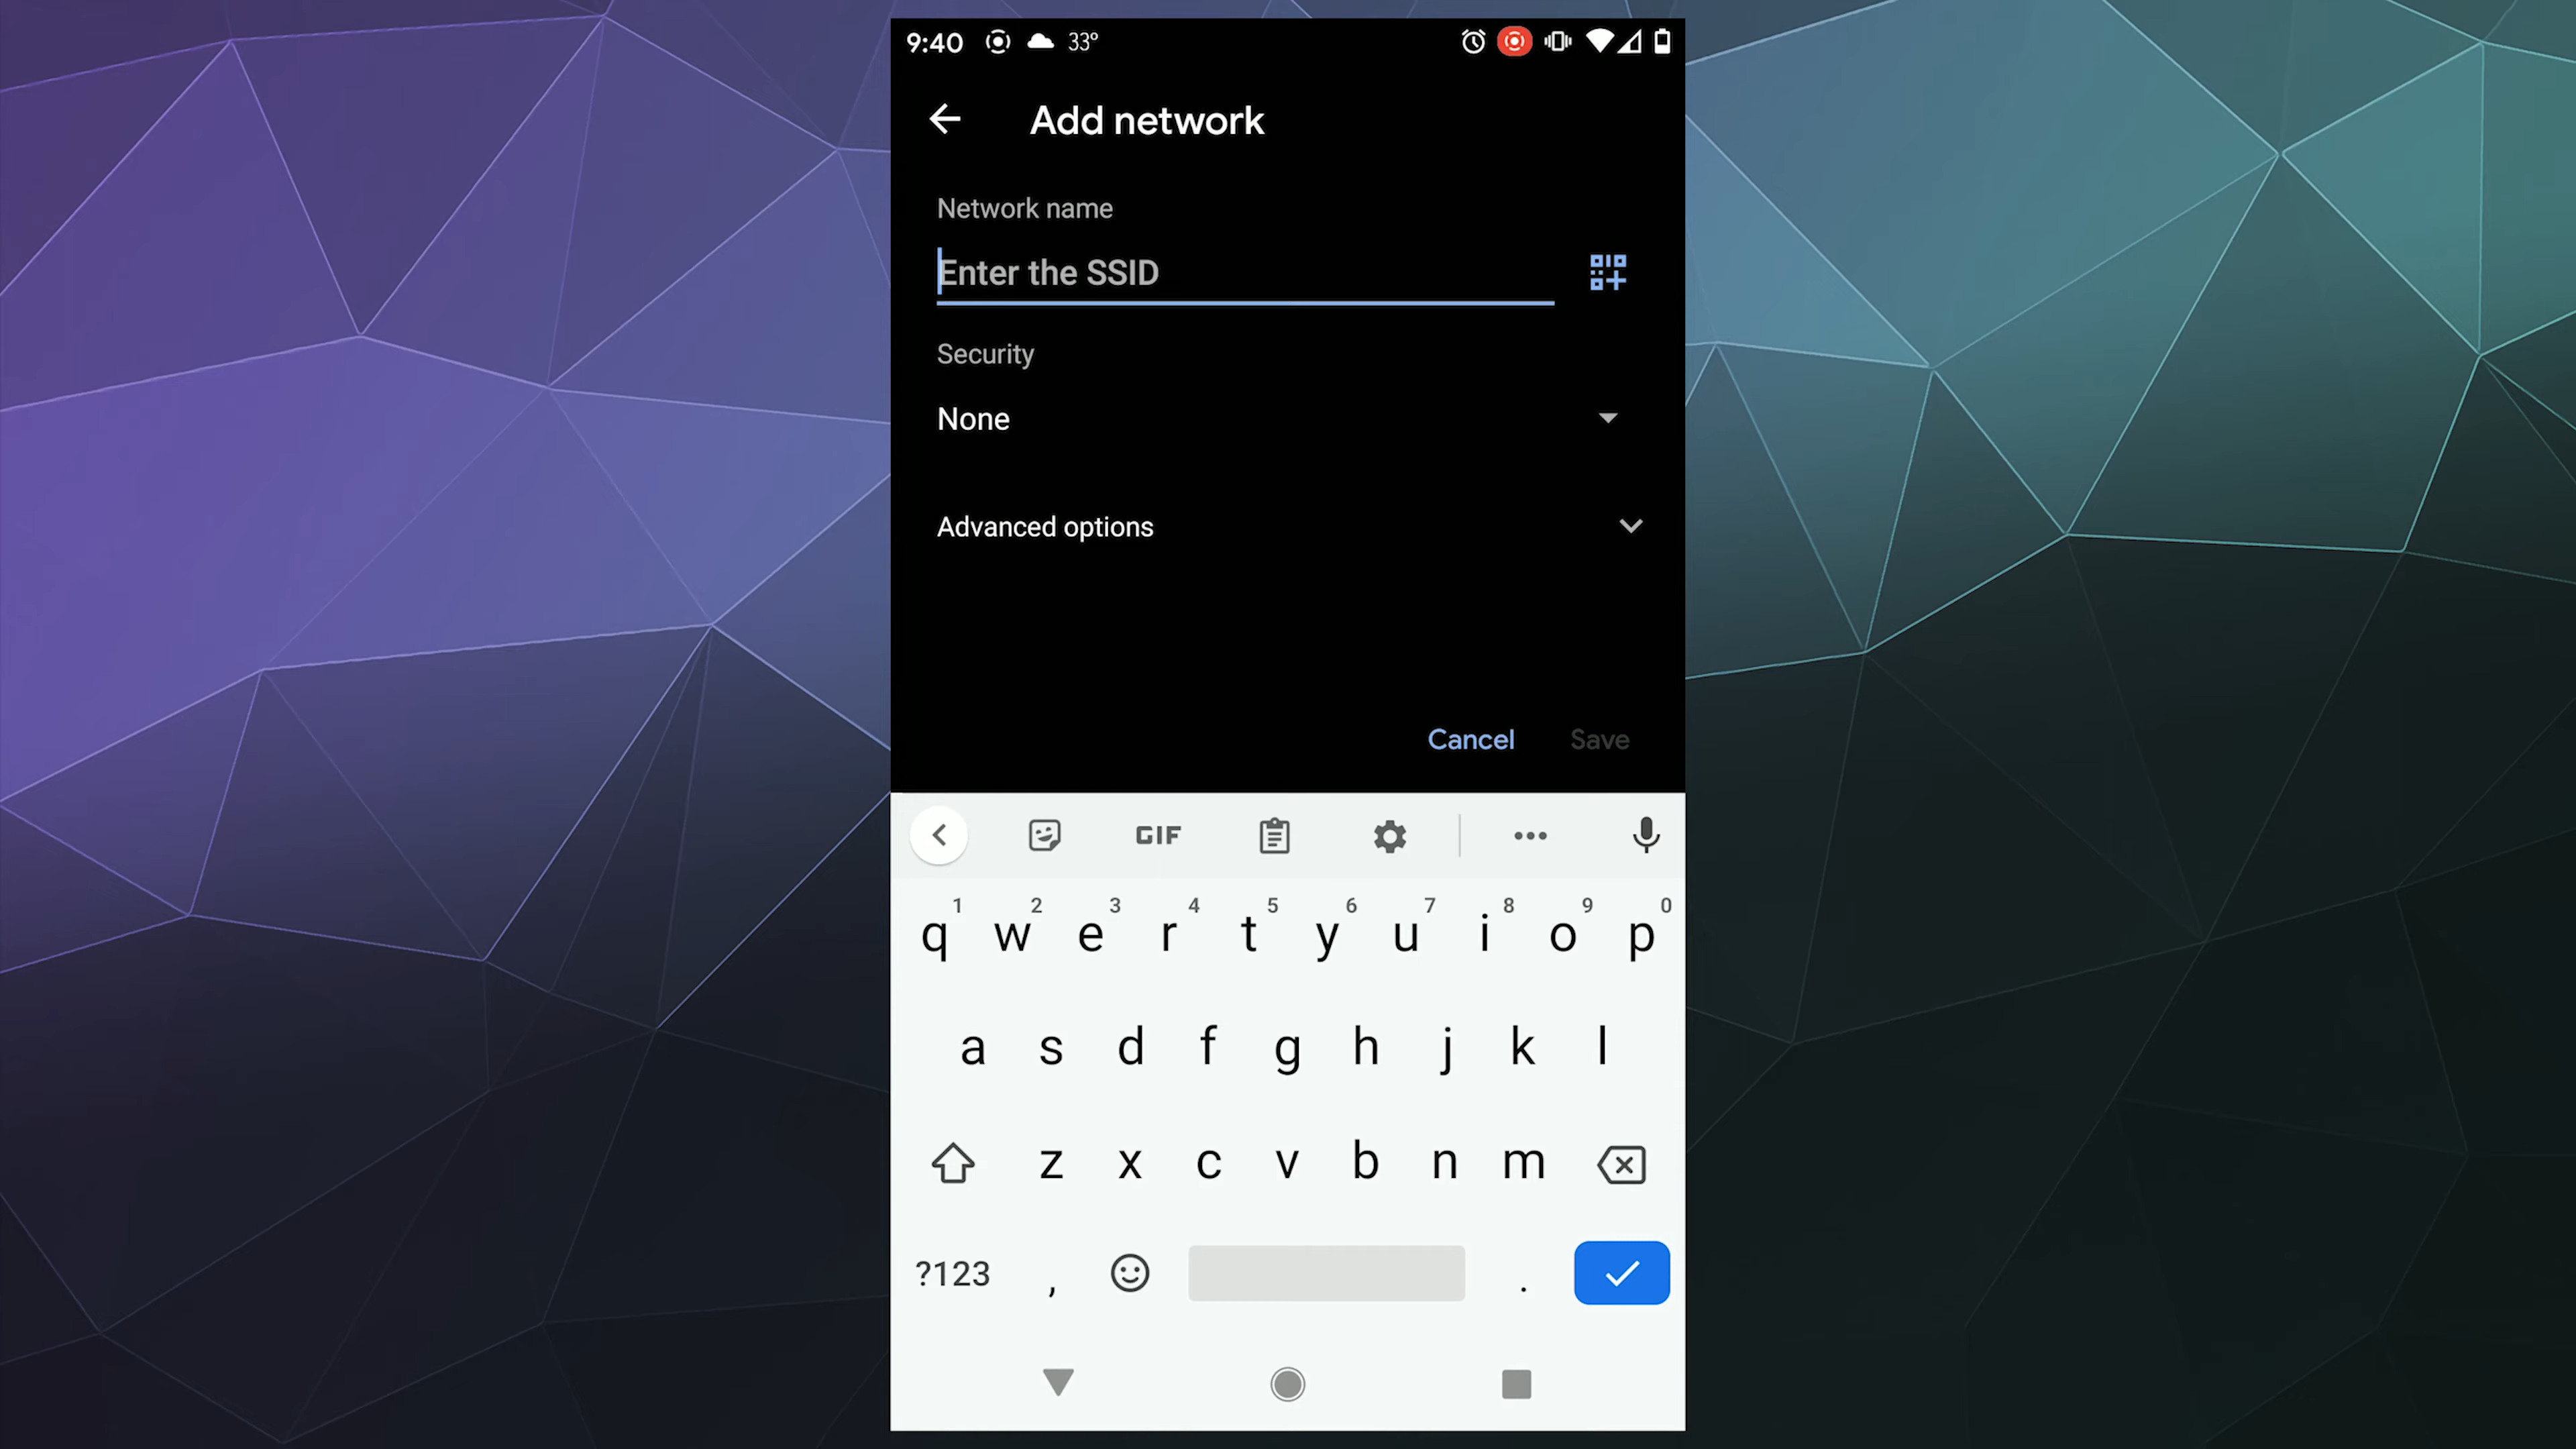 9:40 33°
Add network
Network name
Enter the SSID
Security
None
Advanced options
Cancel Save
GIF
1 2 3 4 5 6 7 8 9 0
q w e r t y u i o p
a s d f g h j k l
z x c v b n m
?123 , .